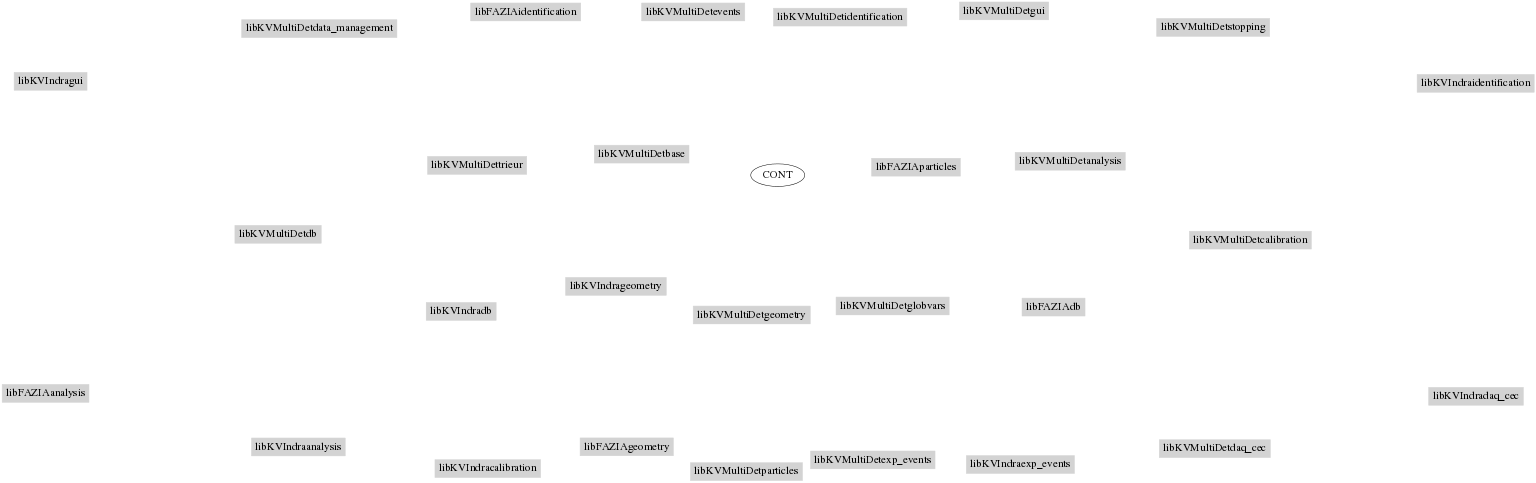 libFAZIAidentification
libKVMultiDetevents
libKVMultiDetidentification
libKVMultiDetgui
libKVMultiDetdata_management
libKVMultiDetstopping
libKVIndragui
libKVIndraidentification
libKVMultiDettrieur
libKVMultiDetbase
CONT
libFAZIAparticles
libKVMultiDetanalysis
libKVMultiDetdb
libKVMultiDetcalibration
libKVIndrageometry
libKVIndradb
libKVMultiDetgeometry
libKVMultiDetglobvars
libFAZIAdb
libFAZIAanalysis
libKVIndradaq_cec
libKVIndraanalysis
libFAZIAgeometry
libKVMultiDetdaq_cec
libKVIndracalibration
libKVMultiDetparticles
libKVMultiDetexp_events
libKVIndraexp_events